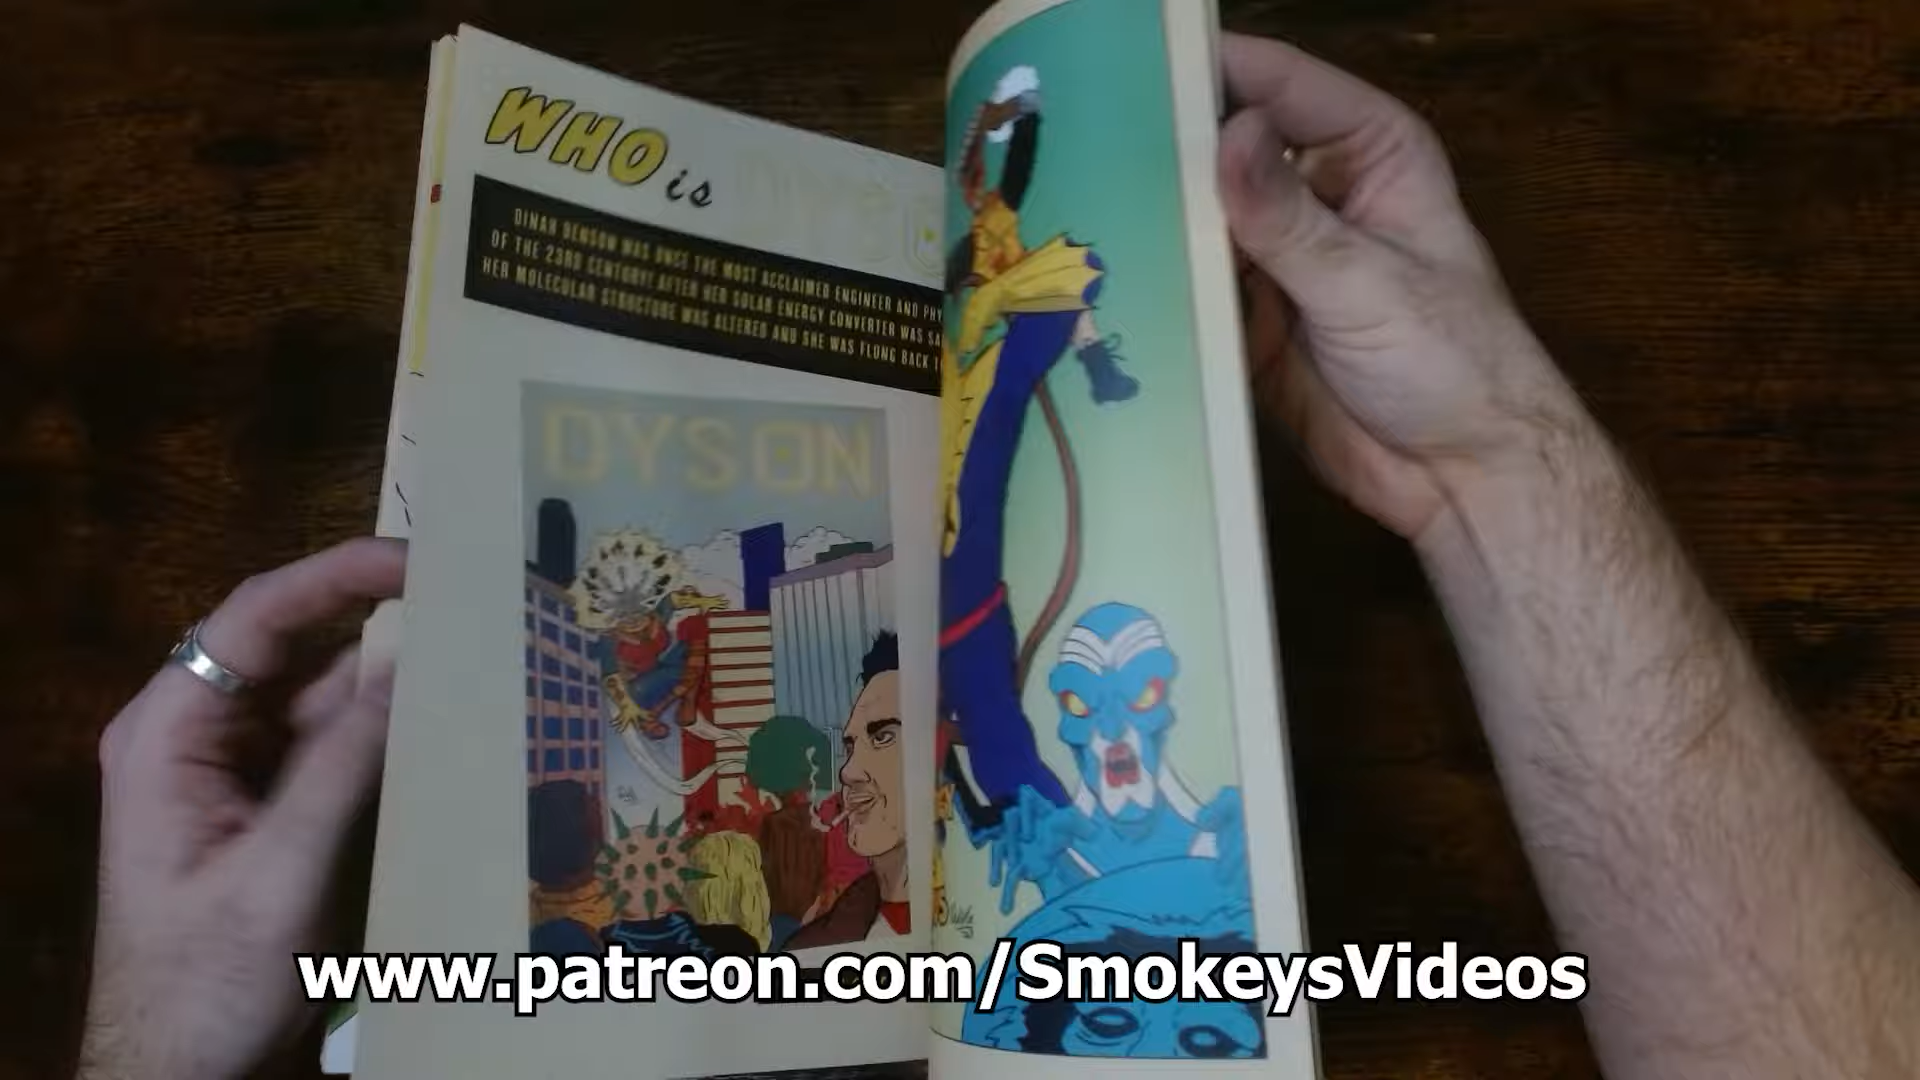 WHO is DYSO
DINAH DENSON WAS ONCE THE MOST ACCLAIMED ENGINEER AND PHY
OF THE 23RD CENTURY! AFTER HER SOLAR ENERGY CONVERTER WAS SA
HER MOLECULAR STRUCTURE WAS ALTERED AND SHE WAS FLUNG BACK T
DYSON
www.patreon.com/SmokeysVideos